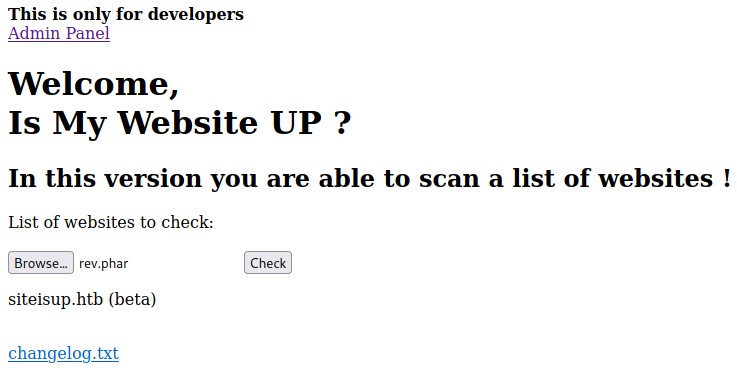 This is only for developers
Admin Panel
Welcome,
Is My Website UP ?
In this version you are able to scan a list of websites !
List of websites to check:
Browse... rev.phar Check
siteisup.htb (beta)
changelog.txt